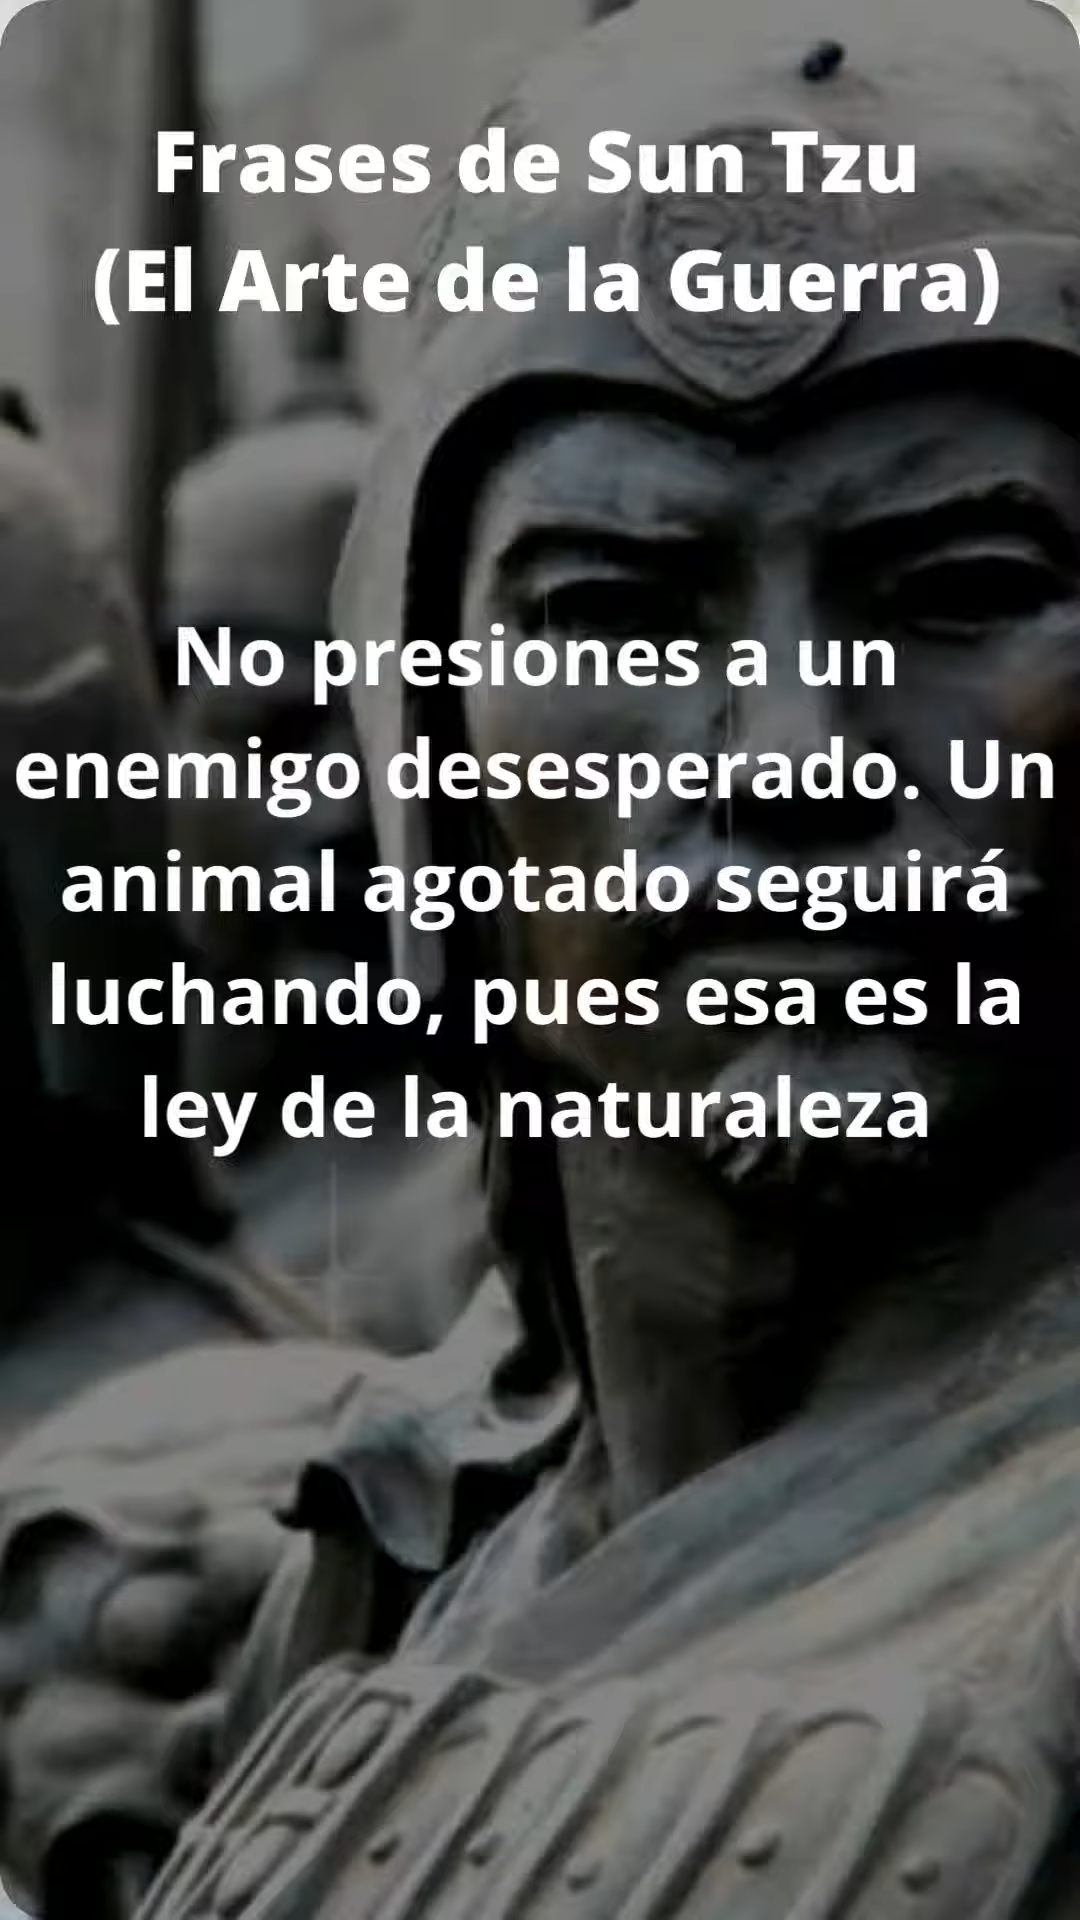 Frases de Sun Tzu
(El Arte de la Guerra)
No presiones a un
enemigo desesperado. Un
animal agotado seguirá
luchando, pues esa es la
ley de la naturaleza